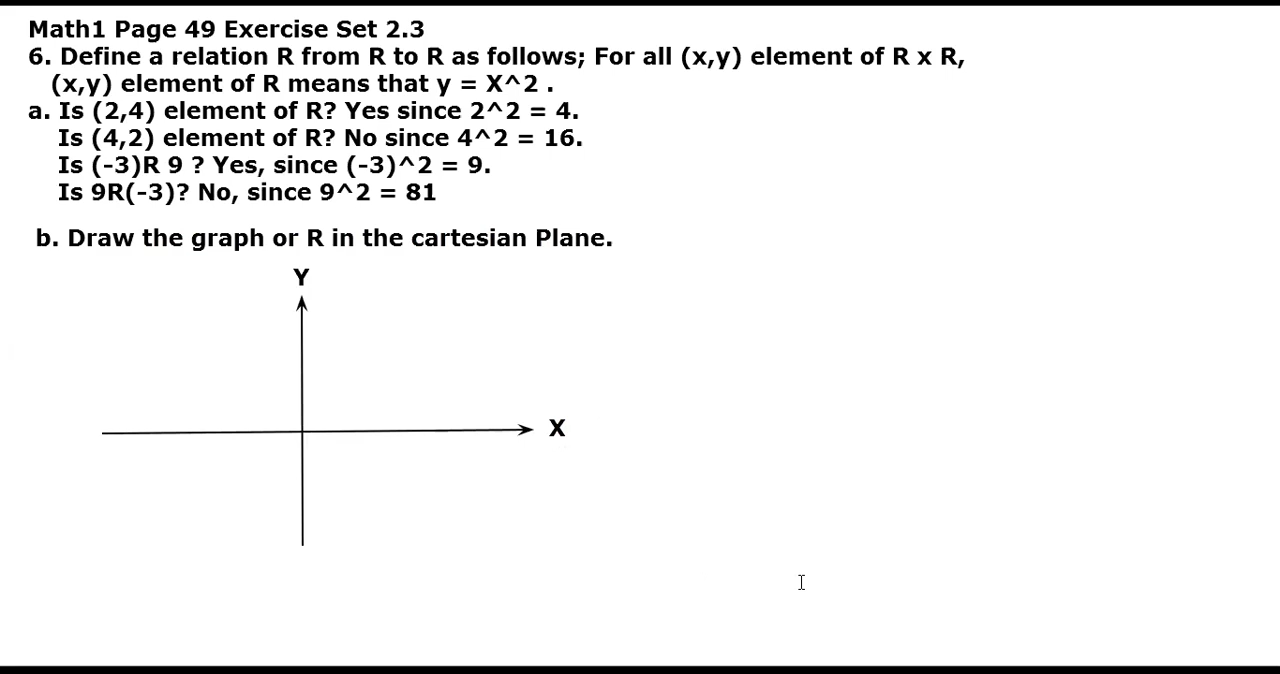 Math1 Page 49 Exercise Set 2.3
6. Define a relation R from R to R as follows; For all (x,y) element of R x R,
(x,y) element of R means that y = X^2 .
a. Is (2,4) element of R? Yes since 2^2 = 4.
Is (4,2) element of R? No since 4^2 = 16.
Is (-3)R 9 ? Yes, since (-3)^2 = 9.
Is 9R(-3)? No, since 9^2 = 81
b. Draw the graph or R in the cartesian Plane.
Y
X